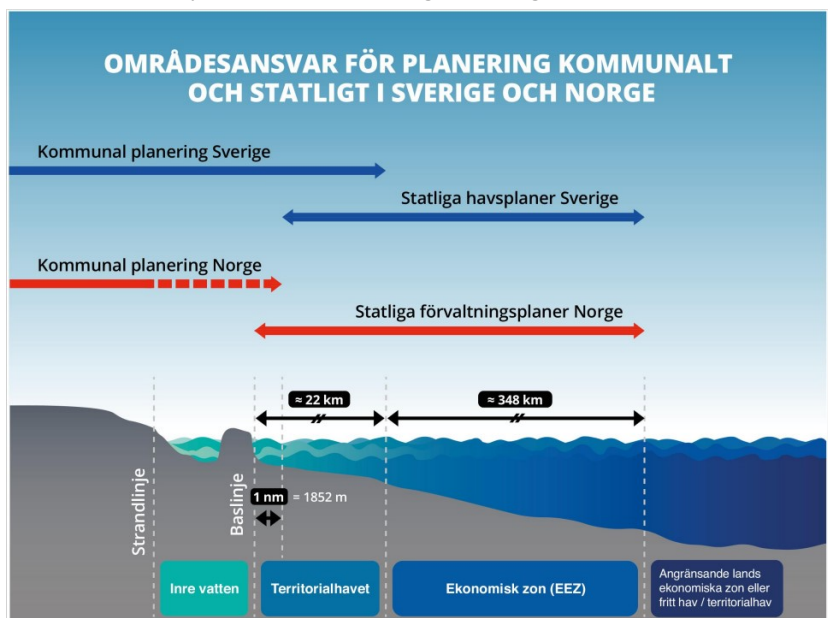 OMRÅDESANSVAR FÖR PLANERING KOMMUNALT
OCH STATLIGT I SVERIGE OCH NORGE
Kommunal planering Sverige
Statliga havsplaner Sverige
Kommunal planering Norge
Statliga förvaltningsplaner Norge
≈ 22 km
≈ 348 km
Strandlinje
Baslinje
1 nm = 1852 m
Inre vatten
Territorialhavet
Ekonomisk zon (EEZ)
Angränsande lands
ekonomiska zon eller
fritt hav / territorialhav